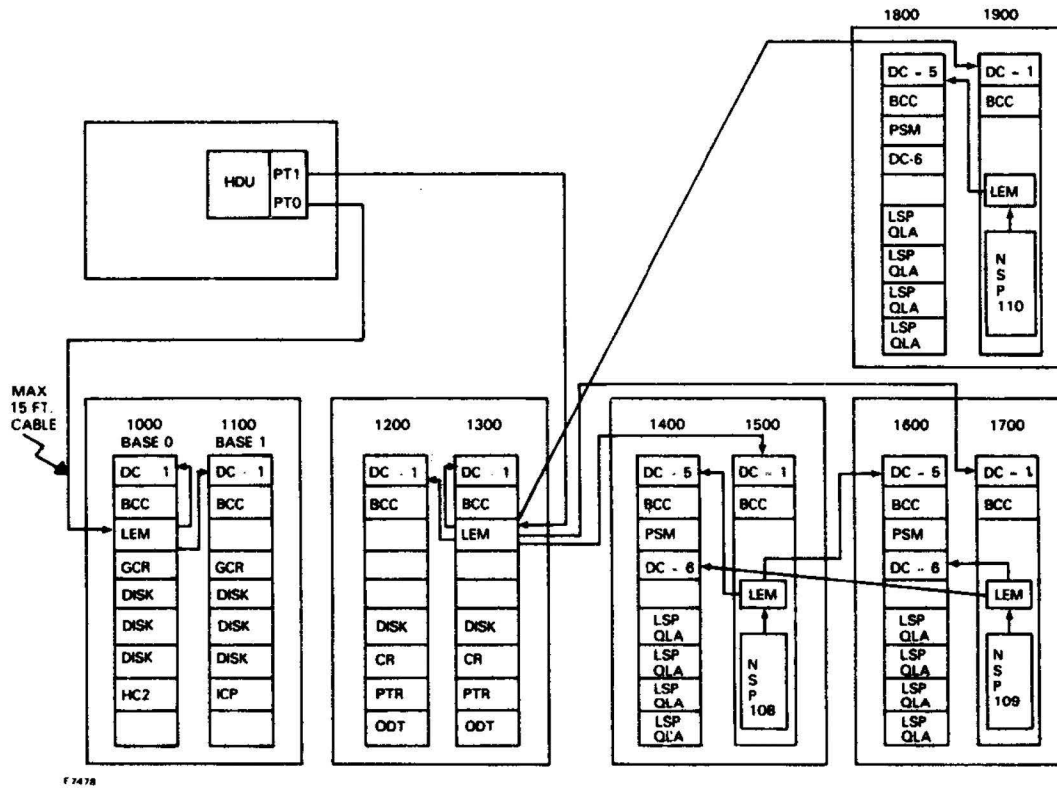 1800 1900
DC - 5
BCC
PSM
DC-6
LSP
QLA
LSP
QLA
LSP
QLA
LSP
QLA
DC - 1
BCC
LEM
N
S
P
110
HDU
PT1
PT0
MAX
15 FT.
CABLE
1000
BASE 0
DC 1
BCC
LEM
GCR
DISK
DISK
DISK
HC2
1100
BASE 1
DC - 1
BCC
GCR
DISK
DISK
DISK
ICP
1200
DC - 1
BCC
DISK
CR
PTR
ODT
1300
DC - 1
BCC
LEM
DISK
CR
PTR
ODT
1400
DC - 5
BCC
PSM
DC - 6
LSP
QLA
LSP
QLA
LSP
QLA
LSP
QLA
1500
DC - 1
BCC
LEM
N
S
P
108
1600
DC - 5
BCC
PSM
DC - 6
LSP
QLA
LSP
QLA
LSP
QLA
LSP
QLA
1700
DC - 1
BCC
LEM
N
S
P
109
F7478